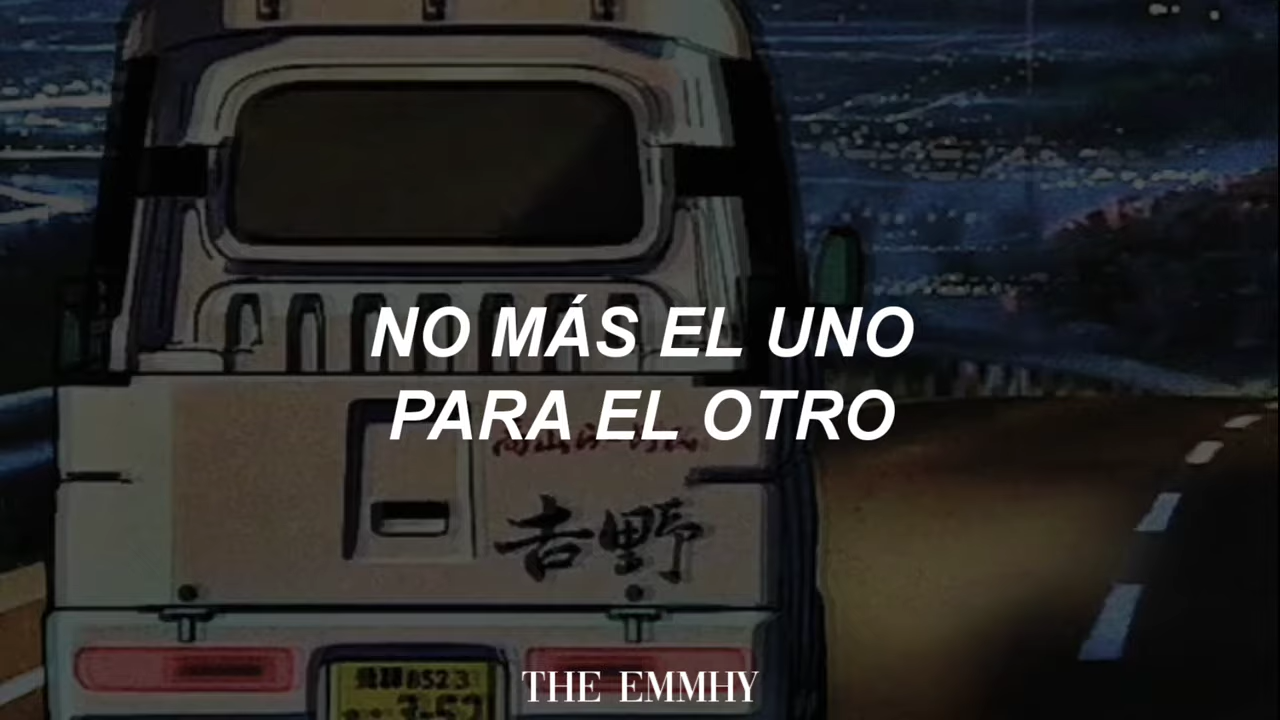 NO MÁS EL UNO
PARA EL OTRO
吉野
THE EMMHY